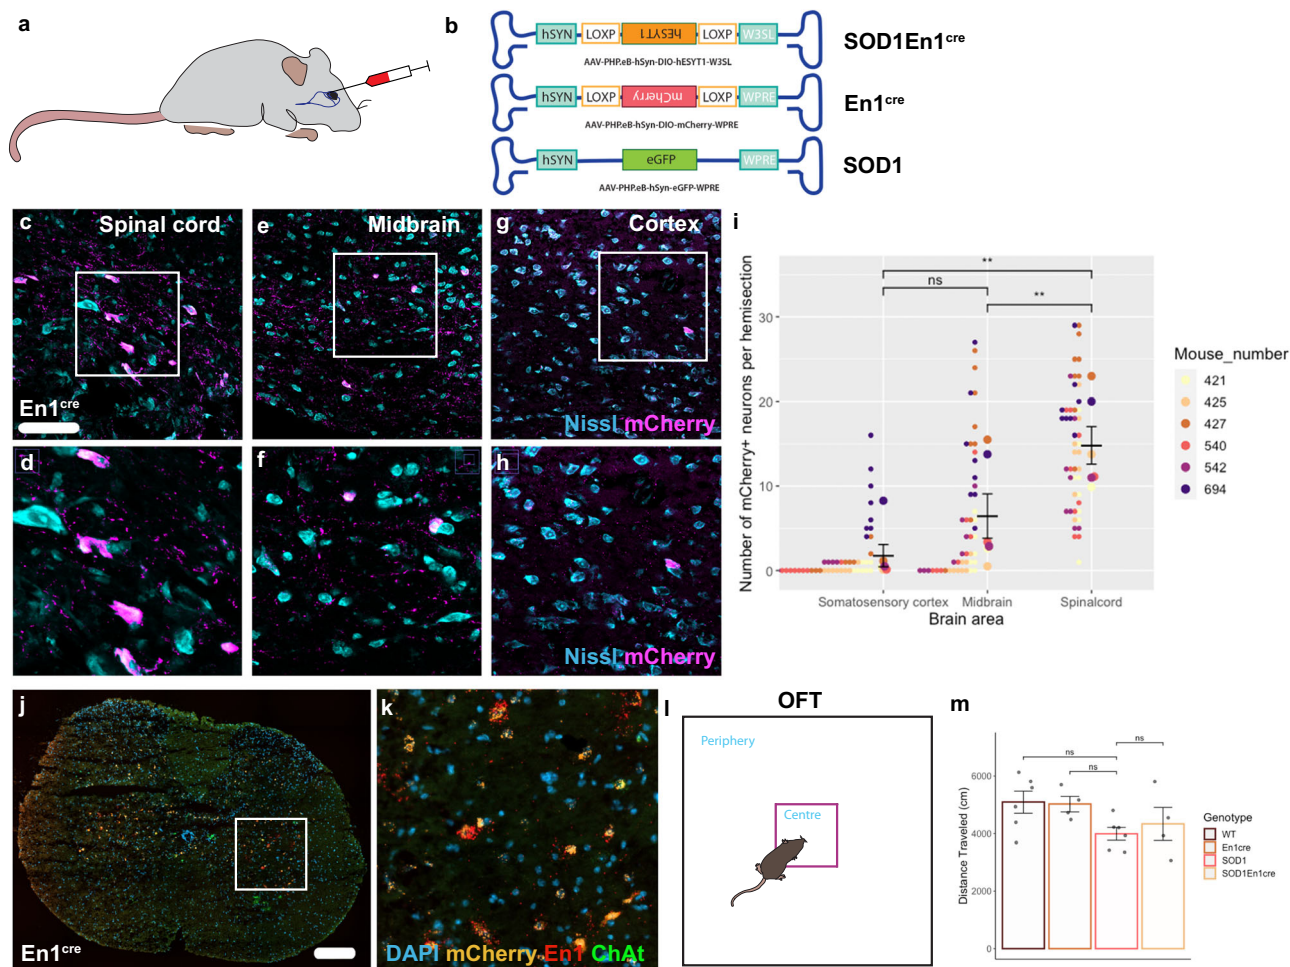 a
b
hSYN LOXP hESYT1 LOXP W3SL
AAV-PHP.eB-hSyn-DIO-hESYT1-W3SL
SOD1En1cre
hSYN LOXP mCherry LOXP WPRE
AAV-PHP.eB-hSyn-DIO-mCherry-WPRE
En1cre
hSYN eGFP WPRE
AAV-PHP.eB-hSyn-eGFP-WPRE
SOD1
c Spinal cord
En1cre
e Midbrain
g Cortex
Nissl mCherry
d
f
h
Nissl mCherry
i
Number of mCherry+ neurons per hemisection
30
20
10
0
**
ns
**
Somatosensory cortex Midbrain Spinalcord
Brain area
Mouse_number
421
425
427
540
542
694
j
En1cre
k
DAPI mCherry En1 ChAt
l
OFT
Periphery
Centre
m
Distance Traveled (cm)
6000
4000
2000
0
ns
ns
ns
Genotype
WT
En1cre
SOD1
SOD1En1cre